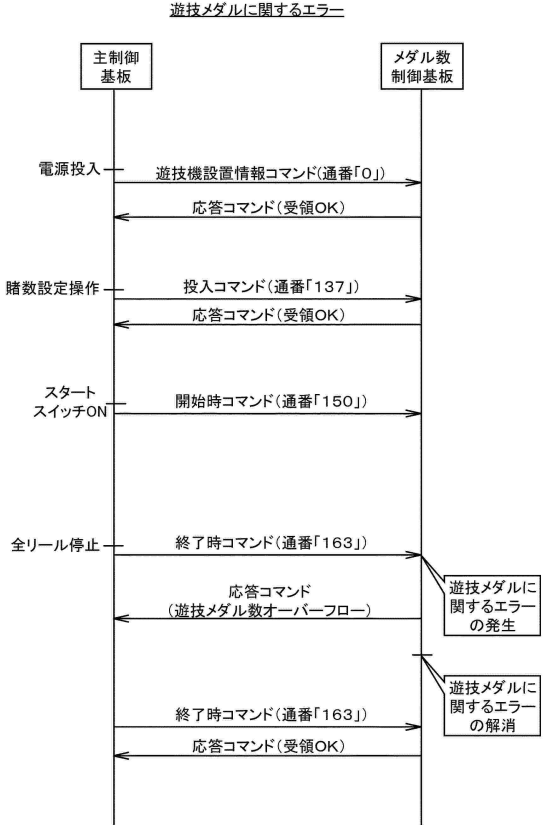 遊技メダルに関するエラー
主制御
基板
メダル数
制御基板
電源投入
遊技機設置情報コマンド(通番「0」)
応答コマンド(受領OK)
賭数設定操作
投入コマンド(通番「137」)
応答コマンド(受領OK)
スタート
スイッチON
開始時コマンド(通番「150」)
全リール停止
終了時コマンド(通番「163」)
遊技メダルに
関するエラー
の発生
応答コマンド
(遊技メダル数オーバーフロー)
遊技メダルに
関するエラー
の解消
終了時コマンド(通番「163」)
応答コマンド(受領OK)